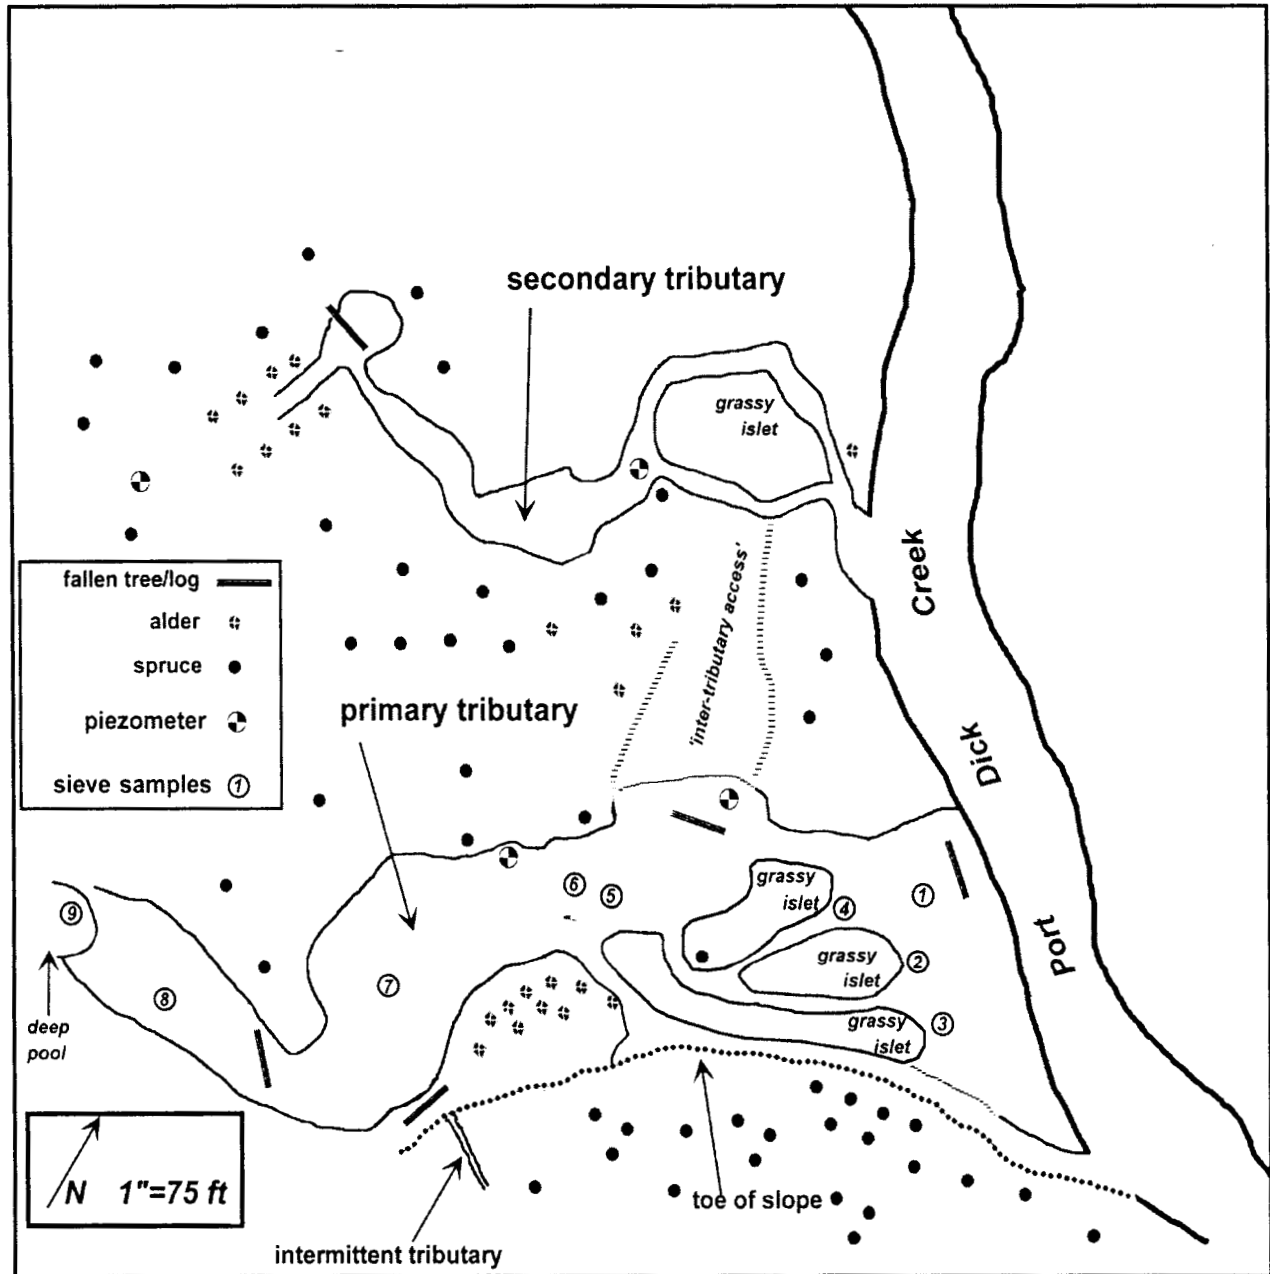 secondary tributary
grassy
islet
Creek
Dick
Port
'inter-tributary access'
fallen tree/log
alder
spruce
piezometer
sieve samples 1
primary tributary
6
5
grassy
islet
4
1
grassy
islet
2
grassy
islet
3
9
8
7
deep
pool
N 1"=75 ft
toe of slope
intermittent tributary